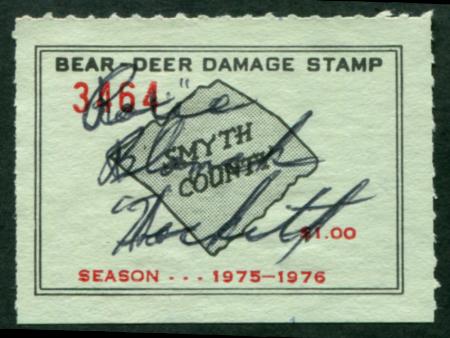 BEAR-DEER DAMAGE STAMP
3464
SMYTH
COUNTY
$1.00
SEASON - - - 1975-1976